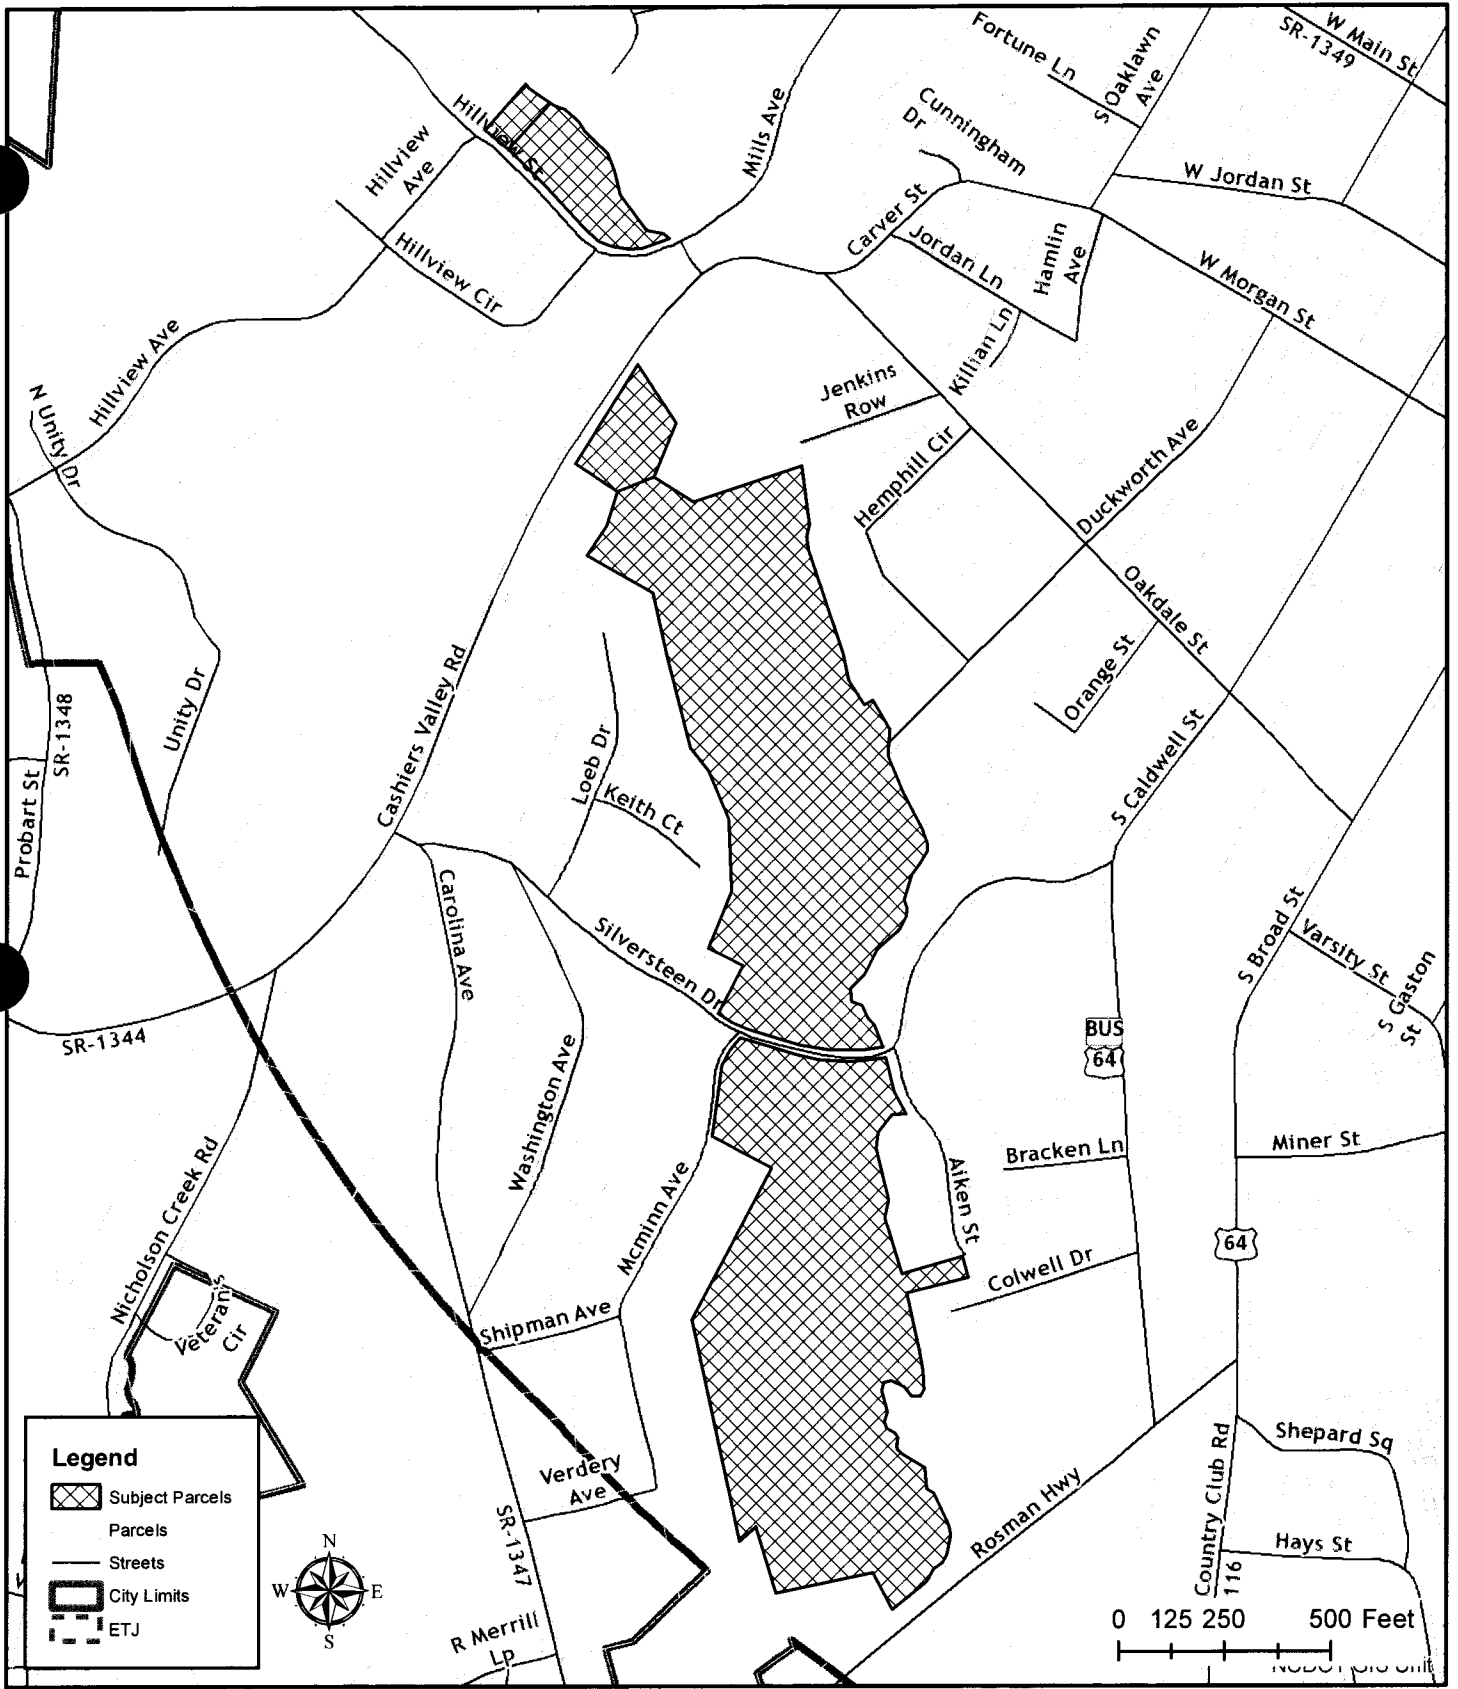 W Main St
SR-1349
Fortune Ln
S Oaklawn
Ave
Cunningham
Dr
Mills Ave
Hillview St
Hillview
Ave
W Jordan St
Carver St
Jordan Ln
Hamlin
Ave
W Morgan St
Hillview Cir
Hillview Ave
Killian Ln
Jenkins
Row
N Unity Dr
Hemphill Cir
Duckworth Ave
Oakdale St
Orange St
Cashiers Valley Rd
Unity Dr
SR-1348
Probart St
Loeb Dr
Keith Ct
S Caldwell St
Carolina Ave
Silversteen Dr
S Broad St
Varsity St
S Gaston
St
SR-1344
BUS
64
Washington Ave
Nicholson Creek Rd
Mcminn Ave
Bracken Ln
Miner St
Aiken St
64
Colwell Dr
Veterans
Cir
Shipman Ave
Shepard Sq
Verdery
Ave
Rosman Hwy
Country Club Rd
116
Hays St
SR-1347
R Merrill
Lp
Legend
Subject Parcels
Parcels
Streets
City Limits
ETJ
N
W
E
S
0 125 250 500 Feet